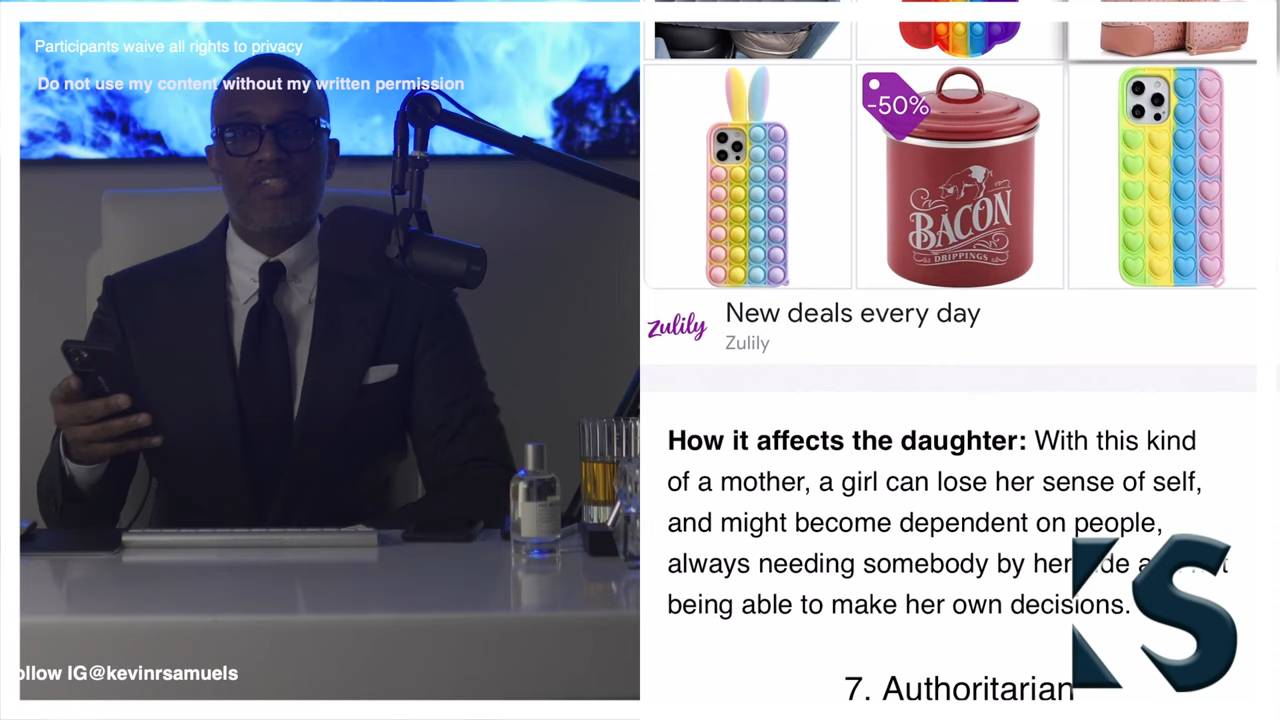 Participants waive all rights to privacy
Do not use my content without my written permission
-50%
BACON
DRIPPINGS
zulily
New deals every day
Zulily
How it affects the daughter: With this kind
of a mother, a girl can lose her sense of self,
and might become dependent on people,
always needing somebody by her
being able to make her own decisions.
7. Authoritarian
KS
ollow IG@kevinrsamuels